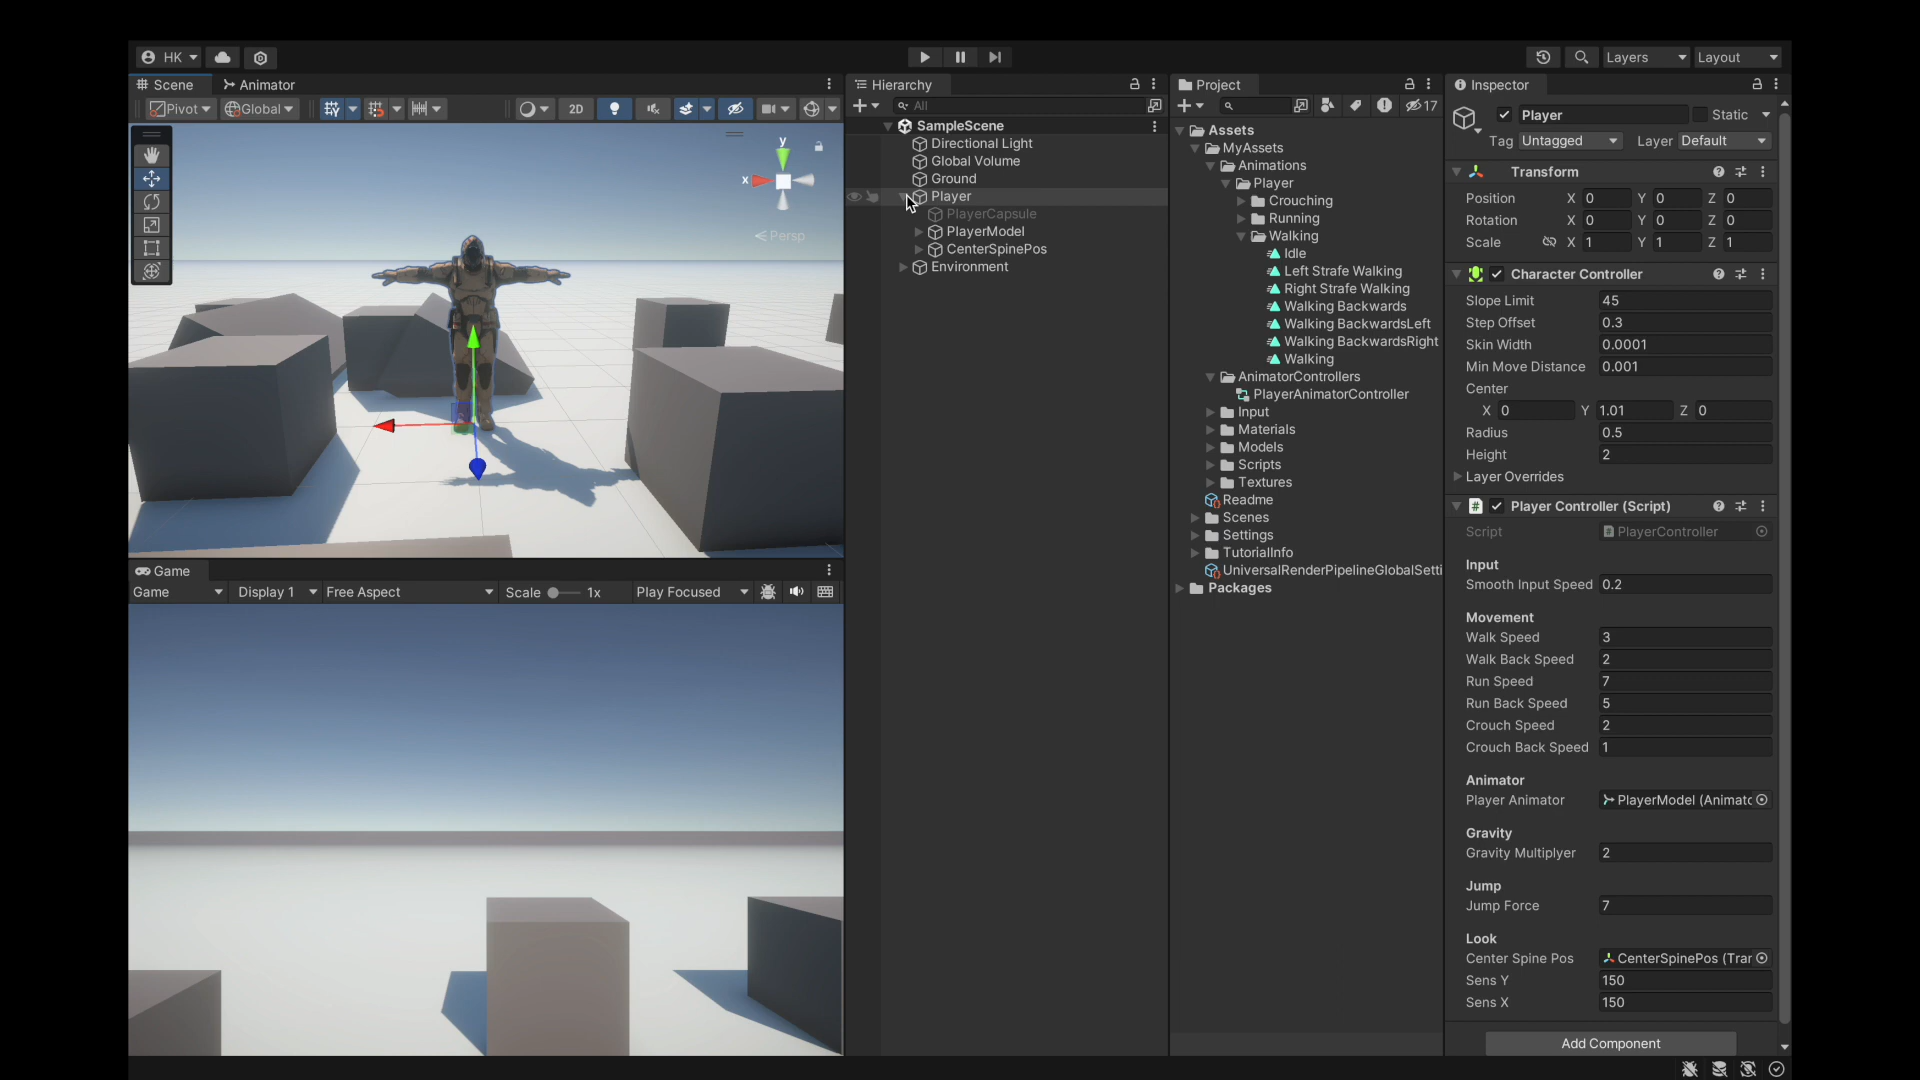 HK
Layers
Layout
Scene
Animator
Pivot
Global
2D
y
x
Persp
Game
Game
Display 1
Free Aspect
Scale
1x
Play Focused
Hierarchy
All
SampleScene
Directional Light
Global Volume
Ground
Player
PlayerCapsule
PlayerModel
CenterSpinePos
Environment
Project
17
Assets
MyAssets
Animations
Player
Crouching
Running
Walking
Idle
Left Strafe Walking
Right Strafe Walking
Walking Backwards
Walking BackwardsLeft
Walking BackwardsRight
Walking
AnimatorControllers
PlayerAnimatorController
Input
Materials
Models
Scripts
Textures
Readme
Scenes
Settings
TutorialInfo
UniversalRenderPipelineGlobalSetti
Packages
Inspector
Player
Static
Tag Untagged Layer Default
Transform
Position X 0 Y 0 Z 0
Rotation X 0 Y 0 Z 0
Scale X 1 Y 1 Z 1
Character Controller
Slope Limit 45
Step Offset 0.3
Skin Width 0.0001
Min Move Distance 0.001
Center
X 0 Y 1.01 Z 0
Radius 0.5
Height 2
Layer Overrides
# Player Controller (Script)
Script PlayerController
Input
Smooth Input Speed 0.2
Movement
Walk Speed 3
Walk Back Speed 2
Run Speed 7
Run Back Speed 5
Crouch Speed 2
Crouch Back Speed 1
Animator
Player Animator PlayerModel (Animato
Gravity
Gravity Multiplyer 2
Jump
Jump Force 7
Look
Center Spine Pos CenterSpinePos (Trar
Sens Y 150
Sens X 150
Add Component